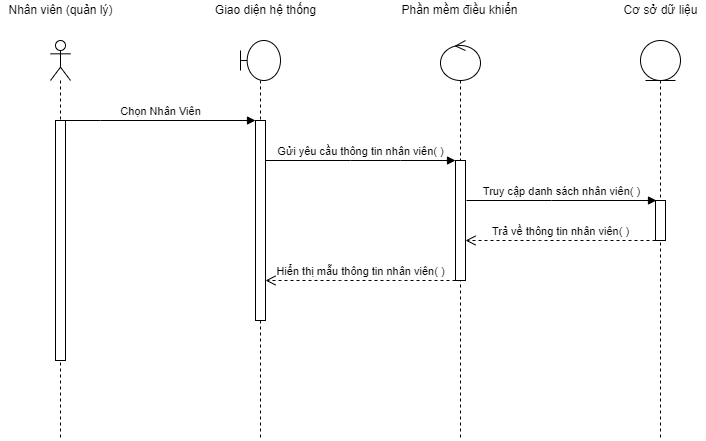 Nhân viên (quản lý)
Giao diện hệ thống
Phần mềm điều khiển
Cơ sở dữ liệu
Chọn Nhân Viên
Gửi yêu cầu thông tin nhân viên( )
Truy cập danh sách nhân viên( )
Trả về thông tin nhân viên( )
Hiển thị mẫu thông tin nhân viên( )